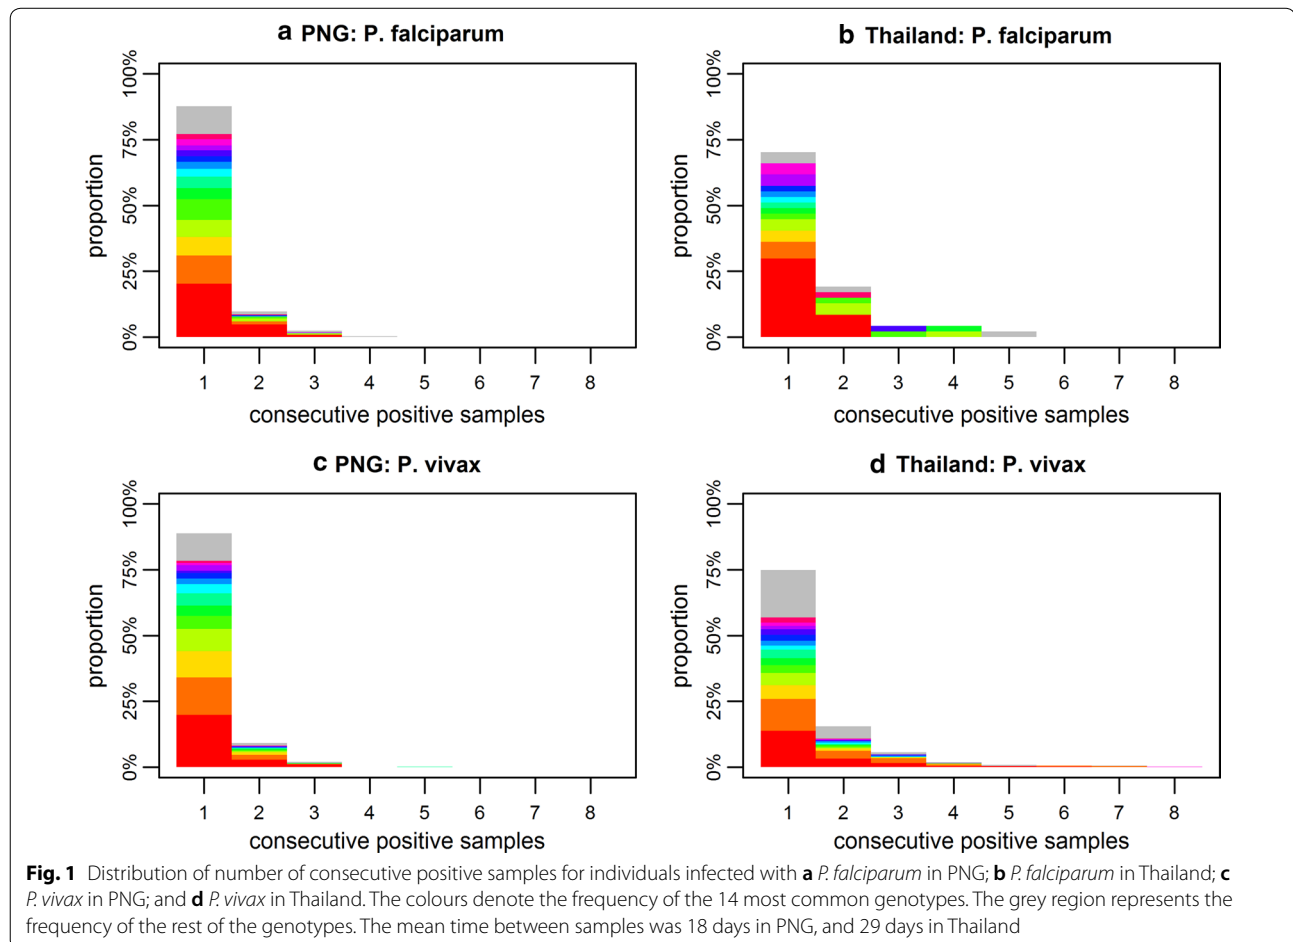 a PNG: P. falciparum
100%
75%
50%
25%
0%
proportion
1 2 3 4 5 6 7 8
consecutive positive samples
b Thailand: P. falciparum
100%
75%
50%
25%
0%
proportion
1 2 3 4 5 6 7 8
consecutive positive samples
c PNG: P. vivax
100%
75%
50%
25%
0%
proportion
1 2 3 4 5 6 7 8
consecutive positive samples
d Thailand: P. vivax
100%
75%
50%
25%
0%
proportion
1 2 3 4 5 6 7 8
consecutive positive samples
Fig. 1 Distribution of number of consecutive positive samples for individuals infected with a P. falciparum in PNG; b P. falciparum in Thailand; c
P. vivax in PNG; and d P. vivax in Thailand. The colours denote the frequency of the 14 most common genotypes. The grey region represents the
frequency of the rest of the genotypes. The mean time between samples was 18 days in PNG, and 29 days in Thailand